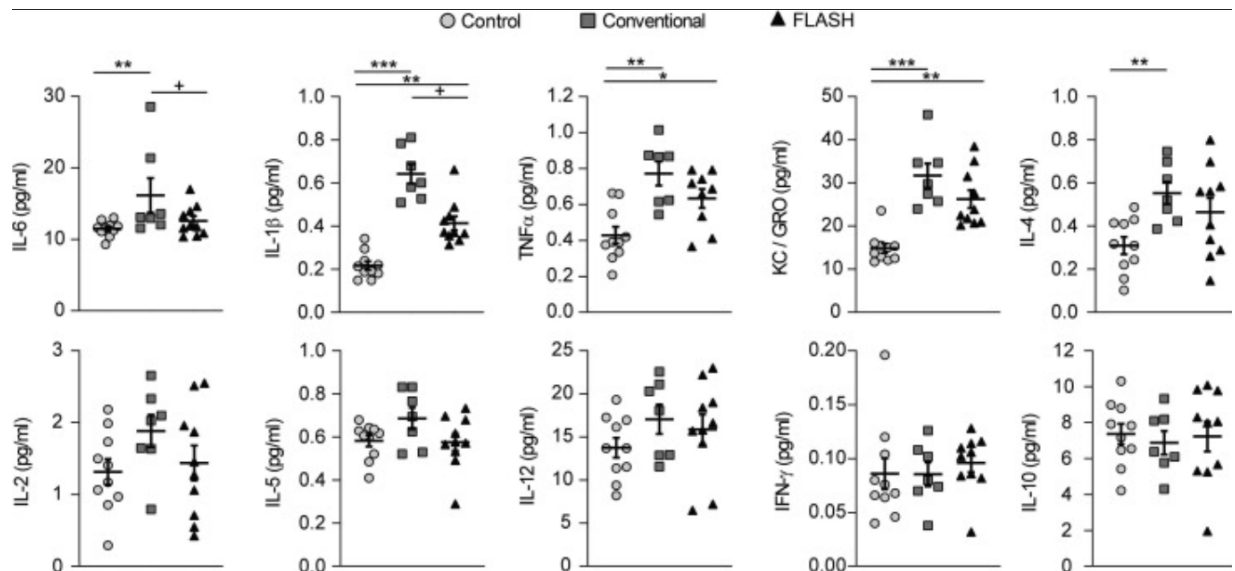 Control Conventional FLASH
** + *** ** + ** * *** ** **
IL-6 (pg/ml) 30 20 10 0
IL-1β (pg/ml) 1.0 0.8 0.6 0.4 0.2 0.0
TNFα (pg/ml) 1.2 1.0 0.8 0.6 0.4 0.2 0.0
KC / GRO (pg/ml) 50 40 30 20 10 0
IL-4 (pg/ml) 1.0 0.8 0.6 0.4 0.2 0.0
IL-2 (pg/ml) 3 2 1 0
IL-5 (pg/ml) 1.0 0.8 0.6 0.4 0.2 0.0
IL-12 (pg/ml) 25 20 15 10 5 0
IFN-γ (pg/ml) 0.20 0.15 0.10 0.05 0.00
IL-10 (pg/ml) 12 10 8 6 4 2 0